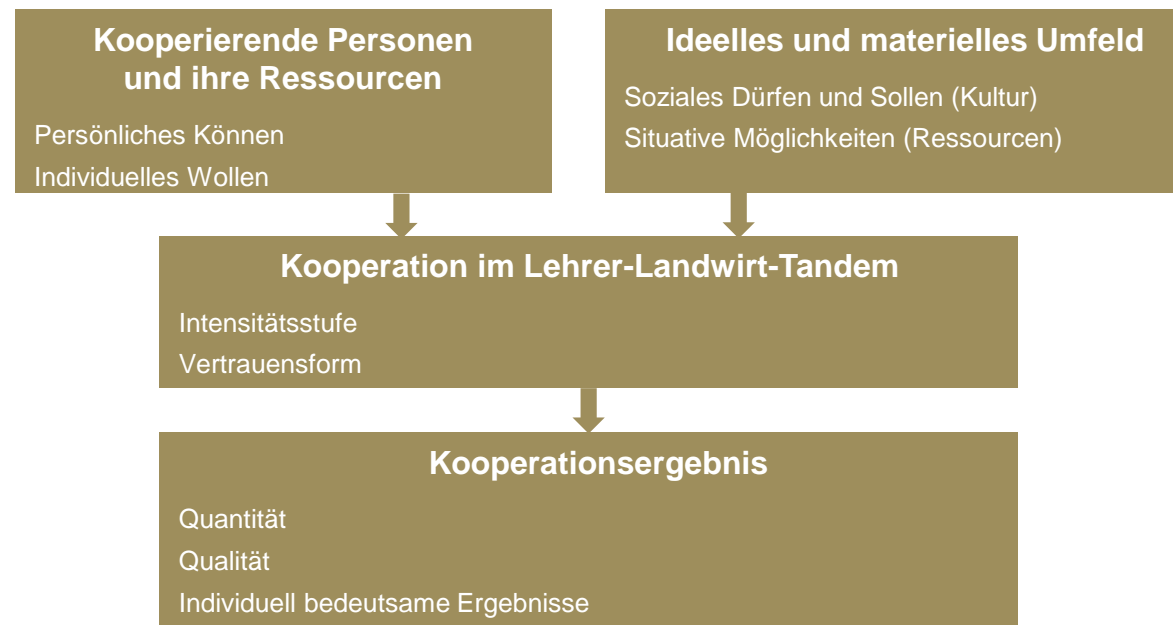 Kooperierende Personen
und ihre Ressourcen
Persönliches Können
Individuelles Wollen
Ideelles und materielles Umfeld
Soziales Dürfen und Sollen (Kultur)
Situative Möglichkeiten (Ressourcen)
Kooperation im Lehrer-Landwirt-Tandem
Intensitätsstufe
Vertrauensform
Kooperationsergebnis
Quantität
Qualität
Individuell bedeutsame Ergebnisse